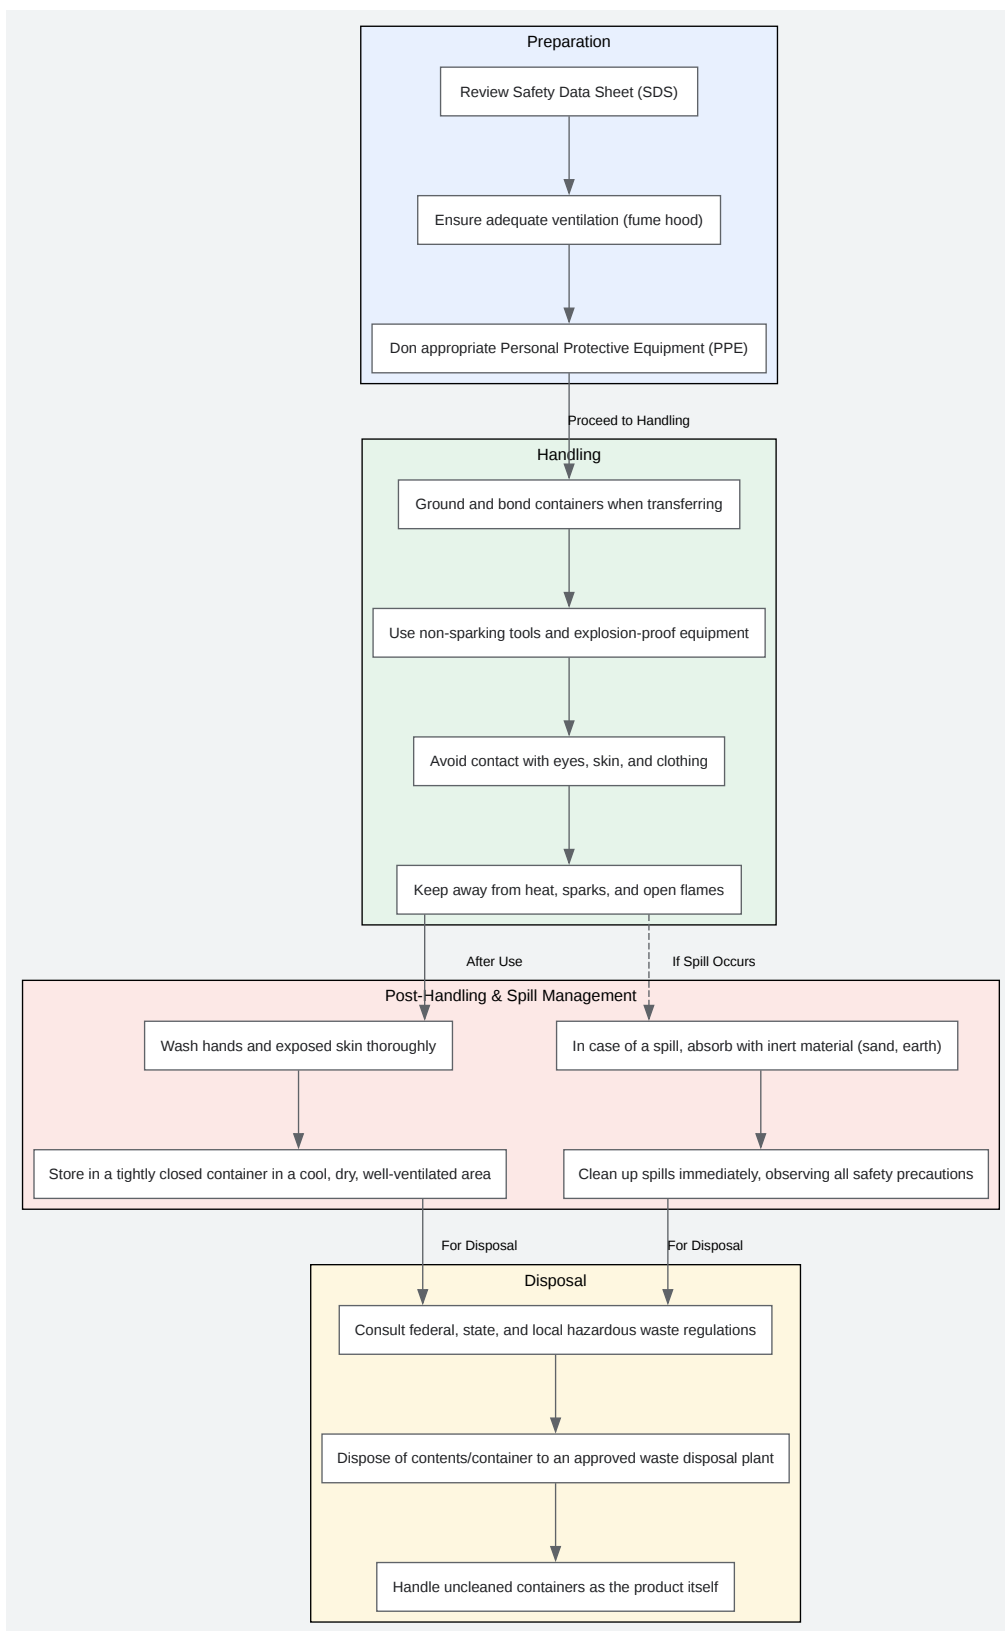 Preparation
Review Safety Data Sheet (SDS)
Ensure adequate ventilation (fume hood)
Don appropriate Personal Protective Equipment (PPE)
Proceed to Handling
Handling
Ground and bond containers when transferring
Use non-sparking tools and explosion-proof equipment
Avoid contact with eyes, skin, and clothing
Keep away from heat, sparks, and open flames
After Use
If Spill Occurs
Post-Handling & Spill Management
Wash hands and exposed skin thoroughly
In case of a spill, absorb with inert material (sand, earth)
Store in a tightly closed container in a cool, dry, well-ventilated area
Clean up spills immediately, observing all safety precautions
For Disposal
For Disposal
Disposal
Consult federal, state, and local hazardous waste regulations
Dispose of contents/container to an approved waste disposal plant
Handle uncleaned containers as the product itself